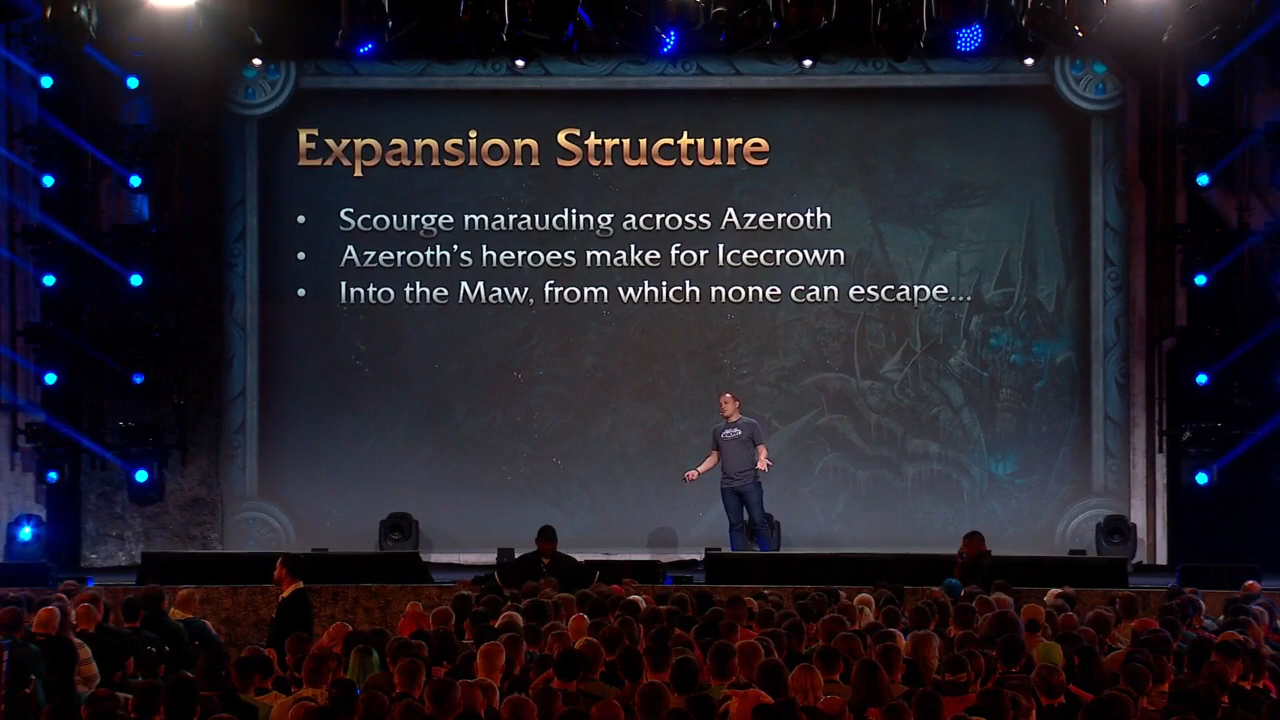 Expansion Structure
• Scourge marauding across Azeroth
• Azeroth's heroes make for Icecrown
• Into the Maw, from which none can escape...